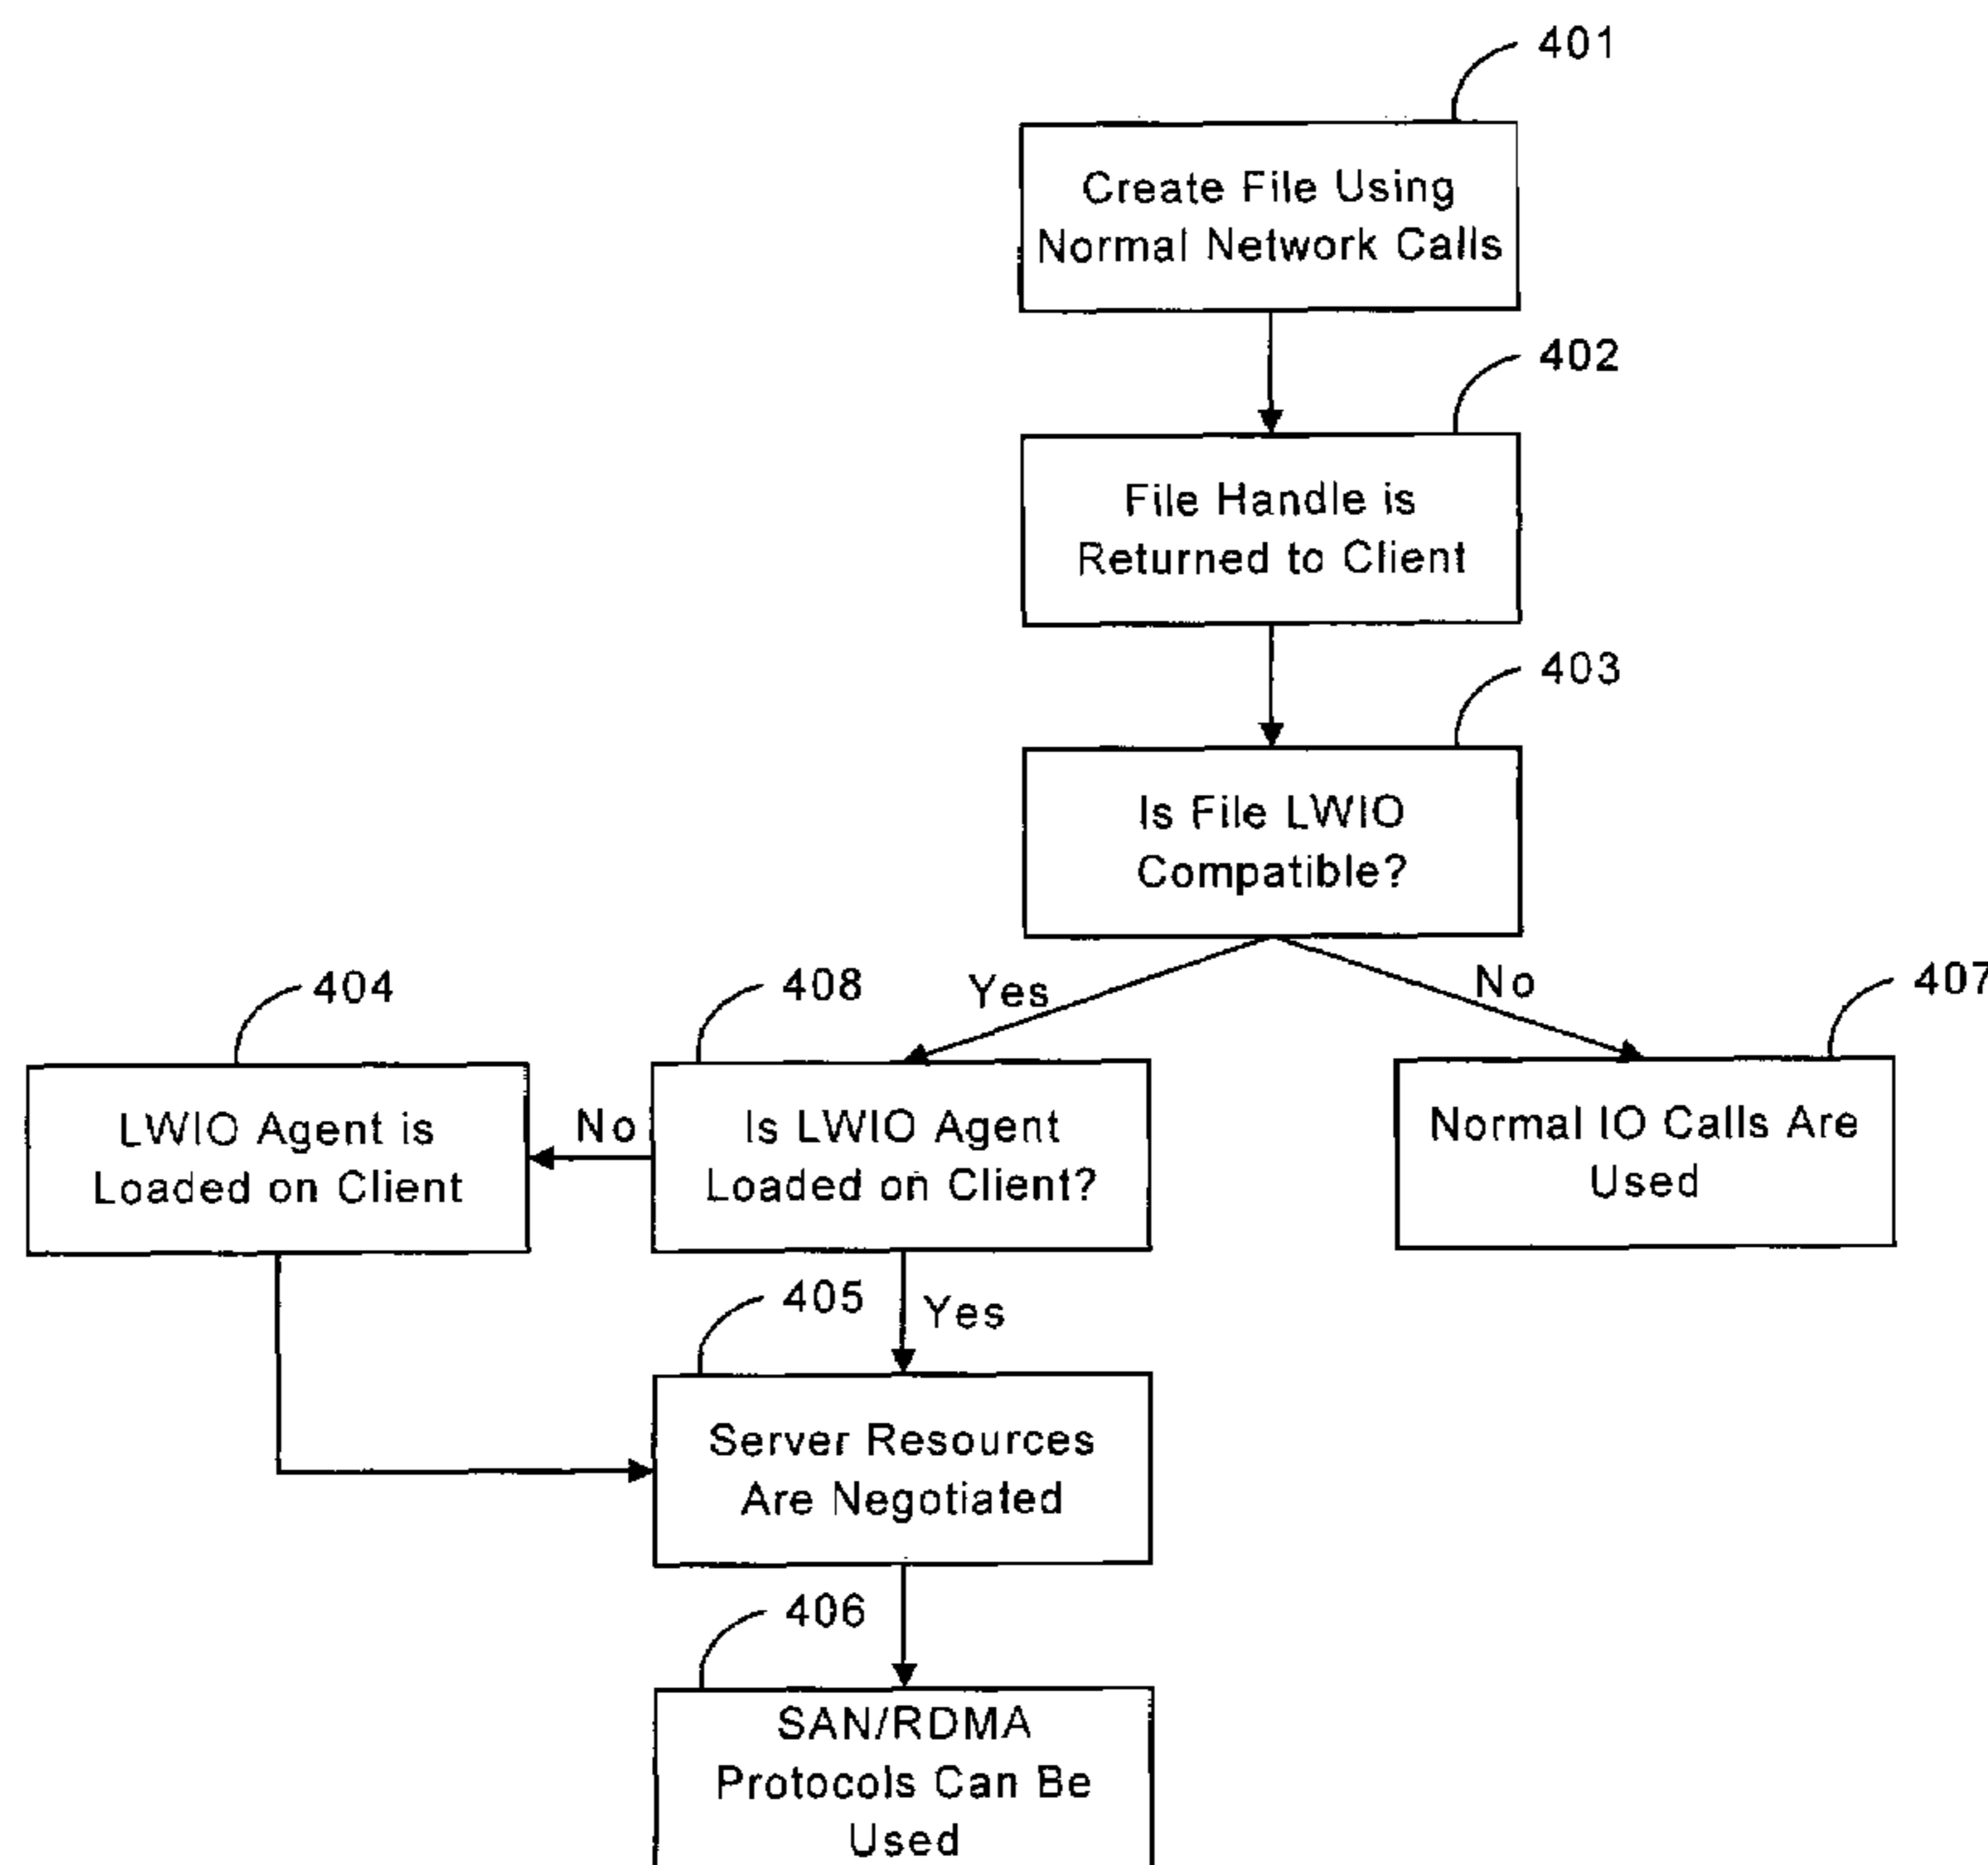 401
Create File Using
Normal Network Calls
402
File Handle is
Returned to Client
403
Is File LWIO
Compatible?
404
408
Yes
No
407
LWIO Agent is
Loaded on Client
No
Is LWIO Agent
Loaded on Client?
Normal IO Calls Are
Used
405
Yes
Server Resources
Are Negotiated
406
SAN/RDMA
Protocols Can Be
Used